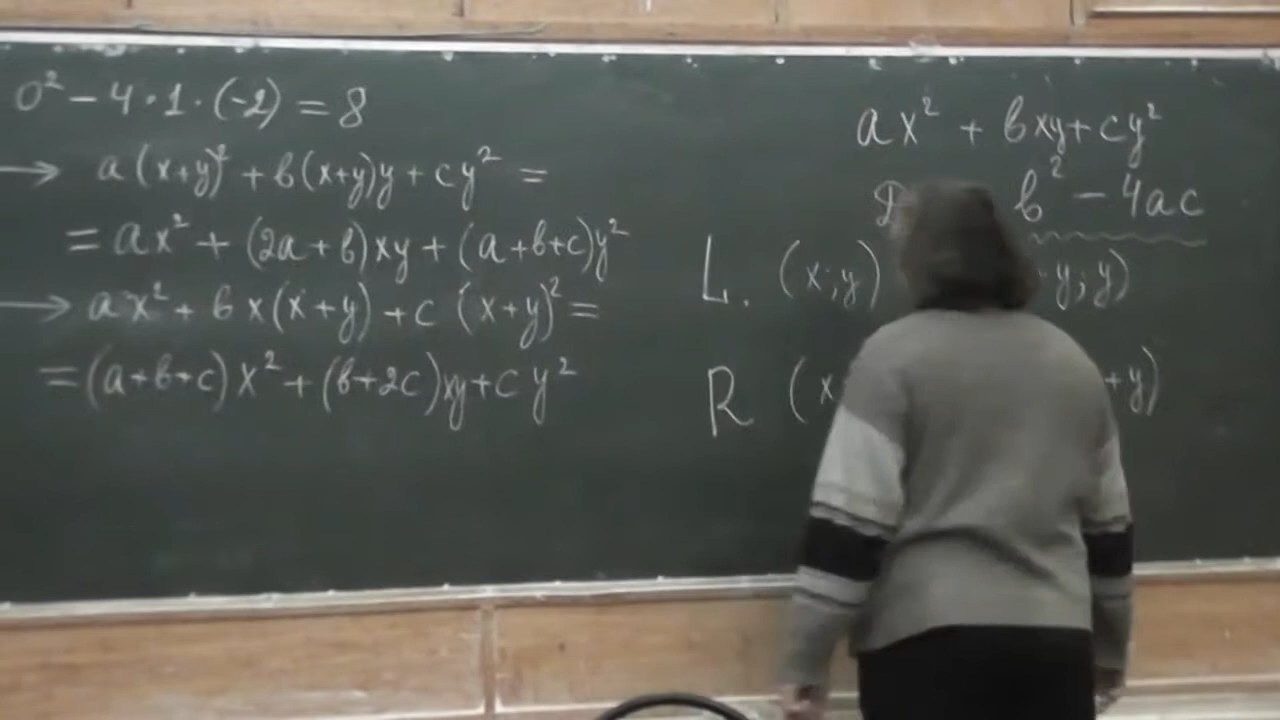 0² – 4 · 1 · (-2) = 8
→ a(x+y)² + b(x+y)y + cy² =
= ax² + (2a+b)xy + (a+b+c)y²
→ ax² + bx(x+y) + c(x+y)² =
= (a+b+c)x² + (b+2c)xy + cy²
ax² + bxy + cy²
D b² – 4ac
L. (x;y) y;y)
R (x +y)